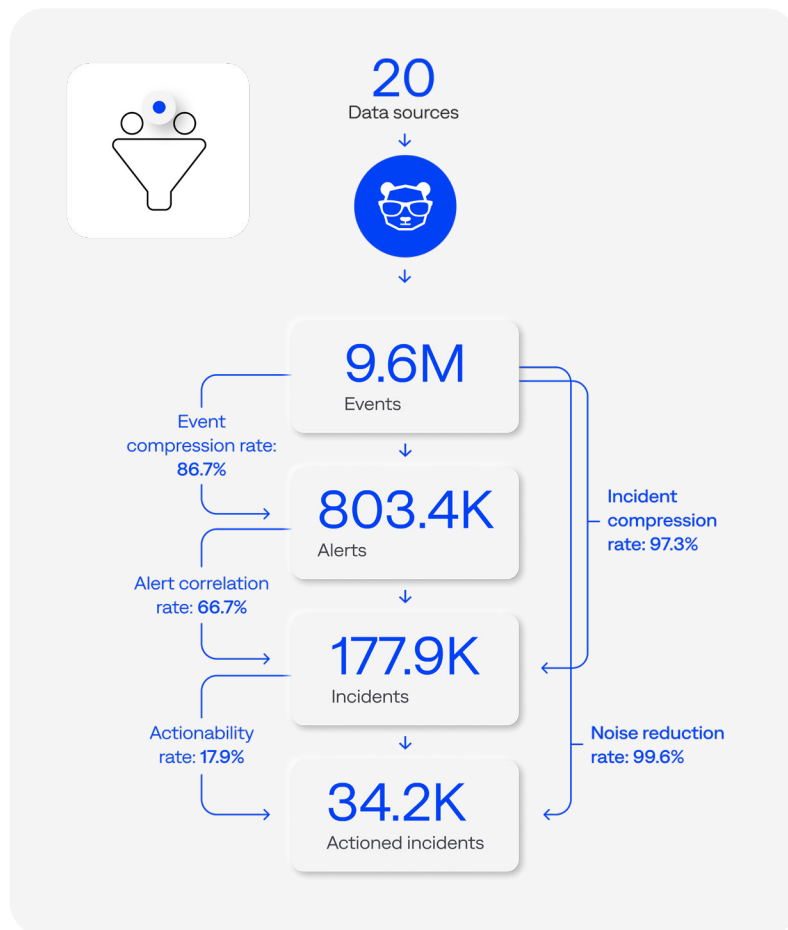 20
Data sources
9.6M
Events
Event
compression rate:
86.7%
803.4K
Alerts
Incident
compression
rate: 97.3%
Alert correlation
rate: 66.7%
177.9K
Incidents
Actionability
rate: 17.9%
Noise reduction
rate: 99.6%
34.2K
Actioned incidents